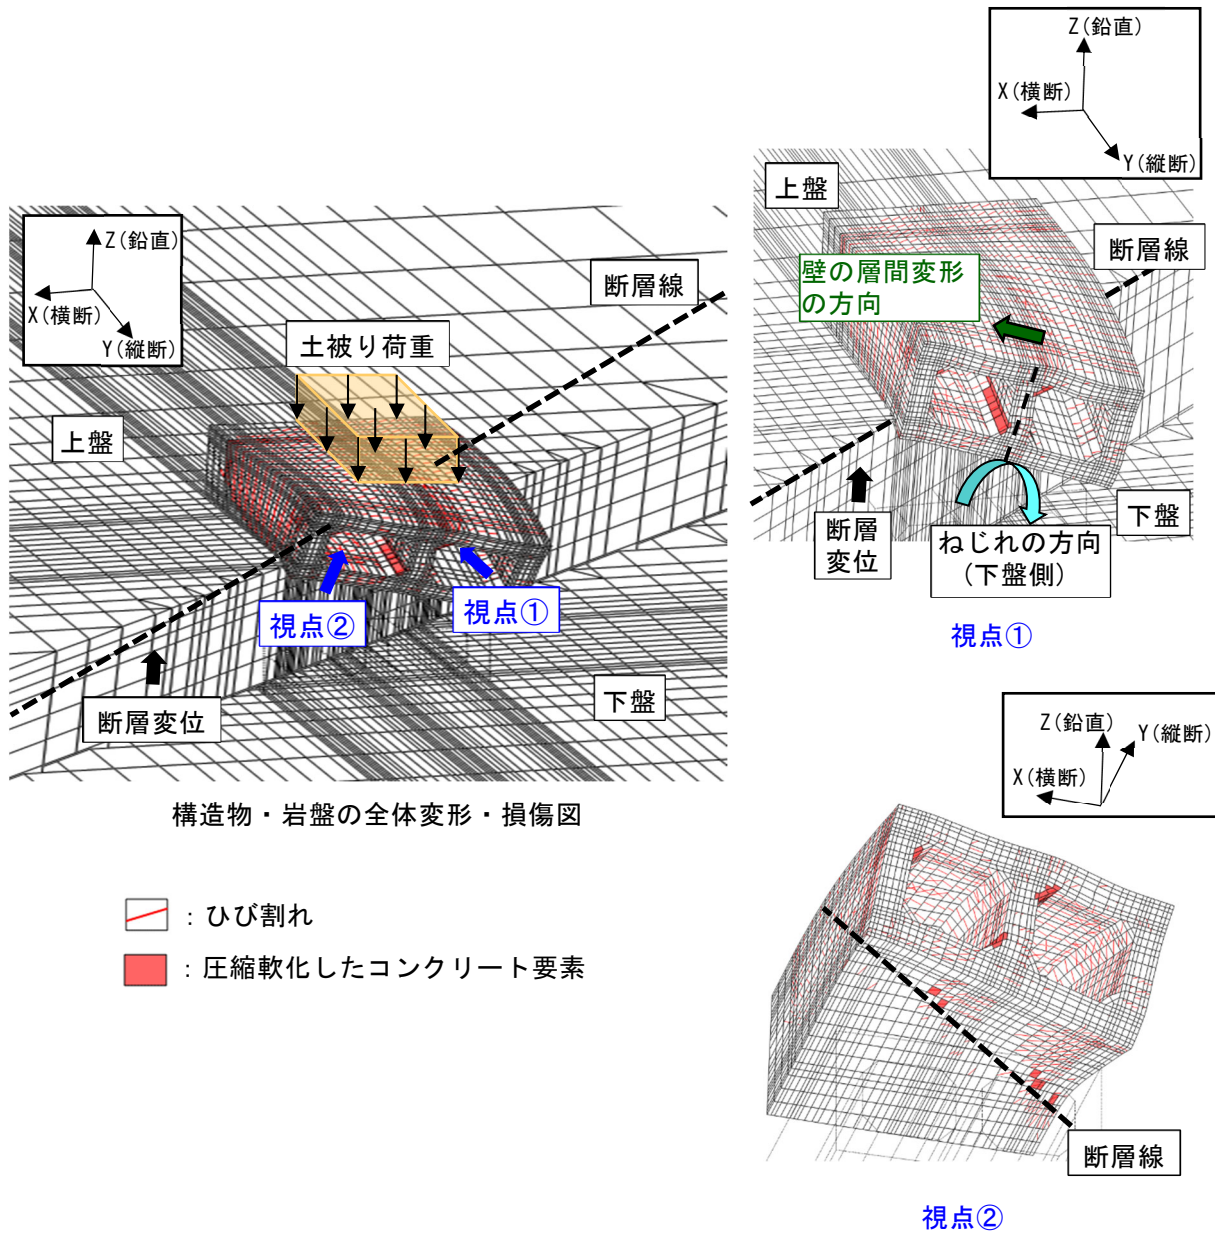 Z(鉛直)
X(横断)
Y(縦断)
上盤
断層線
土被り荷重
視点①
視点②
断層変位
下盤
構造物・岩盤の全体変形・損傷図
：ひび割れ
：圧縮軟化したコンクリート要素
Z(鉛直)
X(横断)
Y(縦断)
上盤
断層線
壁の層間変形
の方向
断層
変位
ねじれの方向
(下盤側)
下盤
視点①
Z(鉛直)
Y(縦断)
X(横断)
断層線
視点②